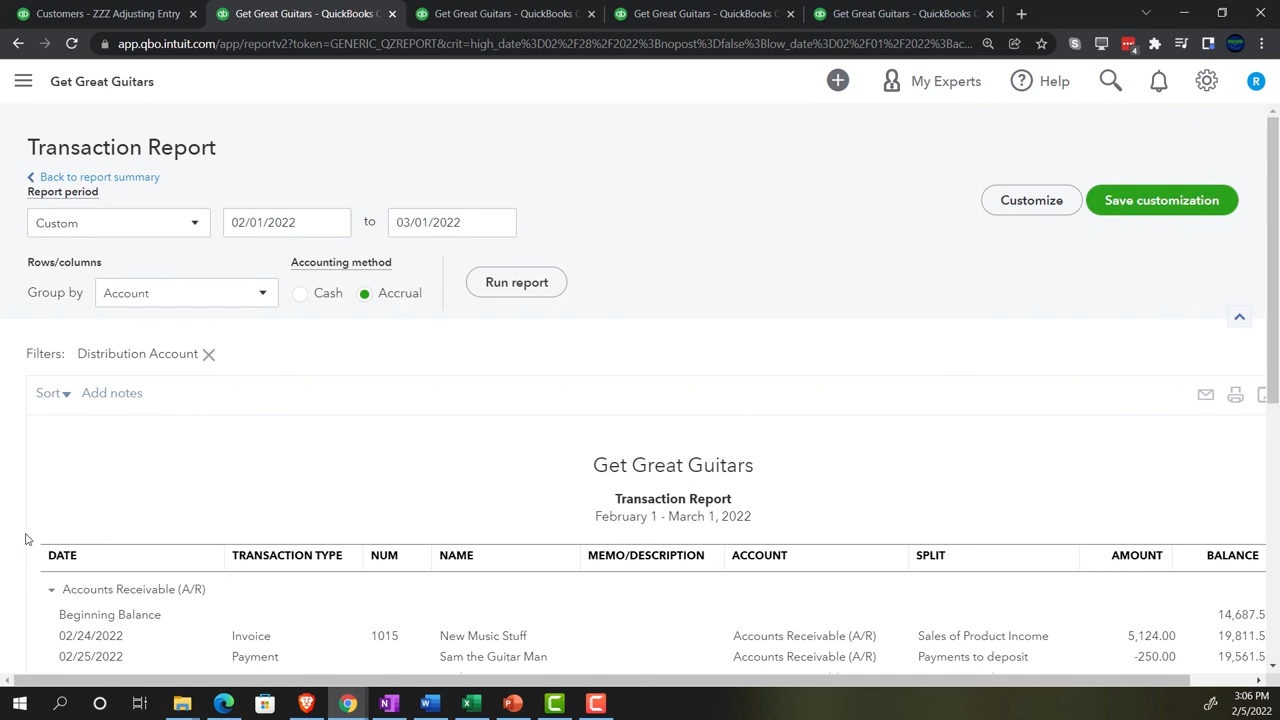 Customers - ZZZ Adjusting Entry
Get Great Guitars - QuickBooks C
Get Great Guitars - QuickBooks C
Get Great Guitars - QuickBooks C
Get Great Guitars - QuickBooks C
app.qbo.intuit.com/app/reportv2?token=GENERIC_QZREPORT&crit=high_date%3D02%2F28%2F2022%3Bnopost%3Dfalse%3Blow_date%3D02%2F01%2F2022%3Bac...
4
Get Great Guitars
My Experts
Help
R
Transaction Report
Back to report summary
Report period
Custom
02/01/2022
to
03/01/2022
Customize
Save customization
Rows/columns
Accounting method
Group by
Account
Cash
Accrual
Run report
Filters: Distribution Account
Sort
Add notes
Get Great Guitars
Transaction Report
February 1 - March 1, 2022
DATE TRANSACTION TYPE NUM NAME MEMO/DESCRIPTION ACCOUNT SPLIT AMOUNT BALANCE
Accounts Receivable (A/R)
Beginning Balance 14,687.5
02/24/2022 Invoice 1015 New Music Stuff Accounts Receivable (A/R) Sales of Product Income 5,124.00 19,811.5
02/25/2022 Payment Sam the Guitar Man Accounts Receivable (A/R) Payments to deposit -250.00 19,561.5
3:06 PM
2/5/2022